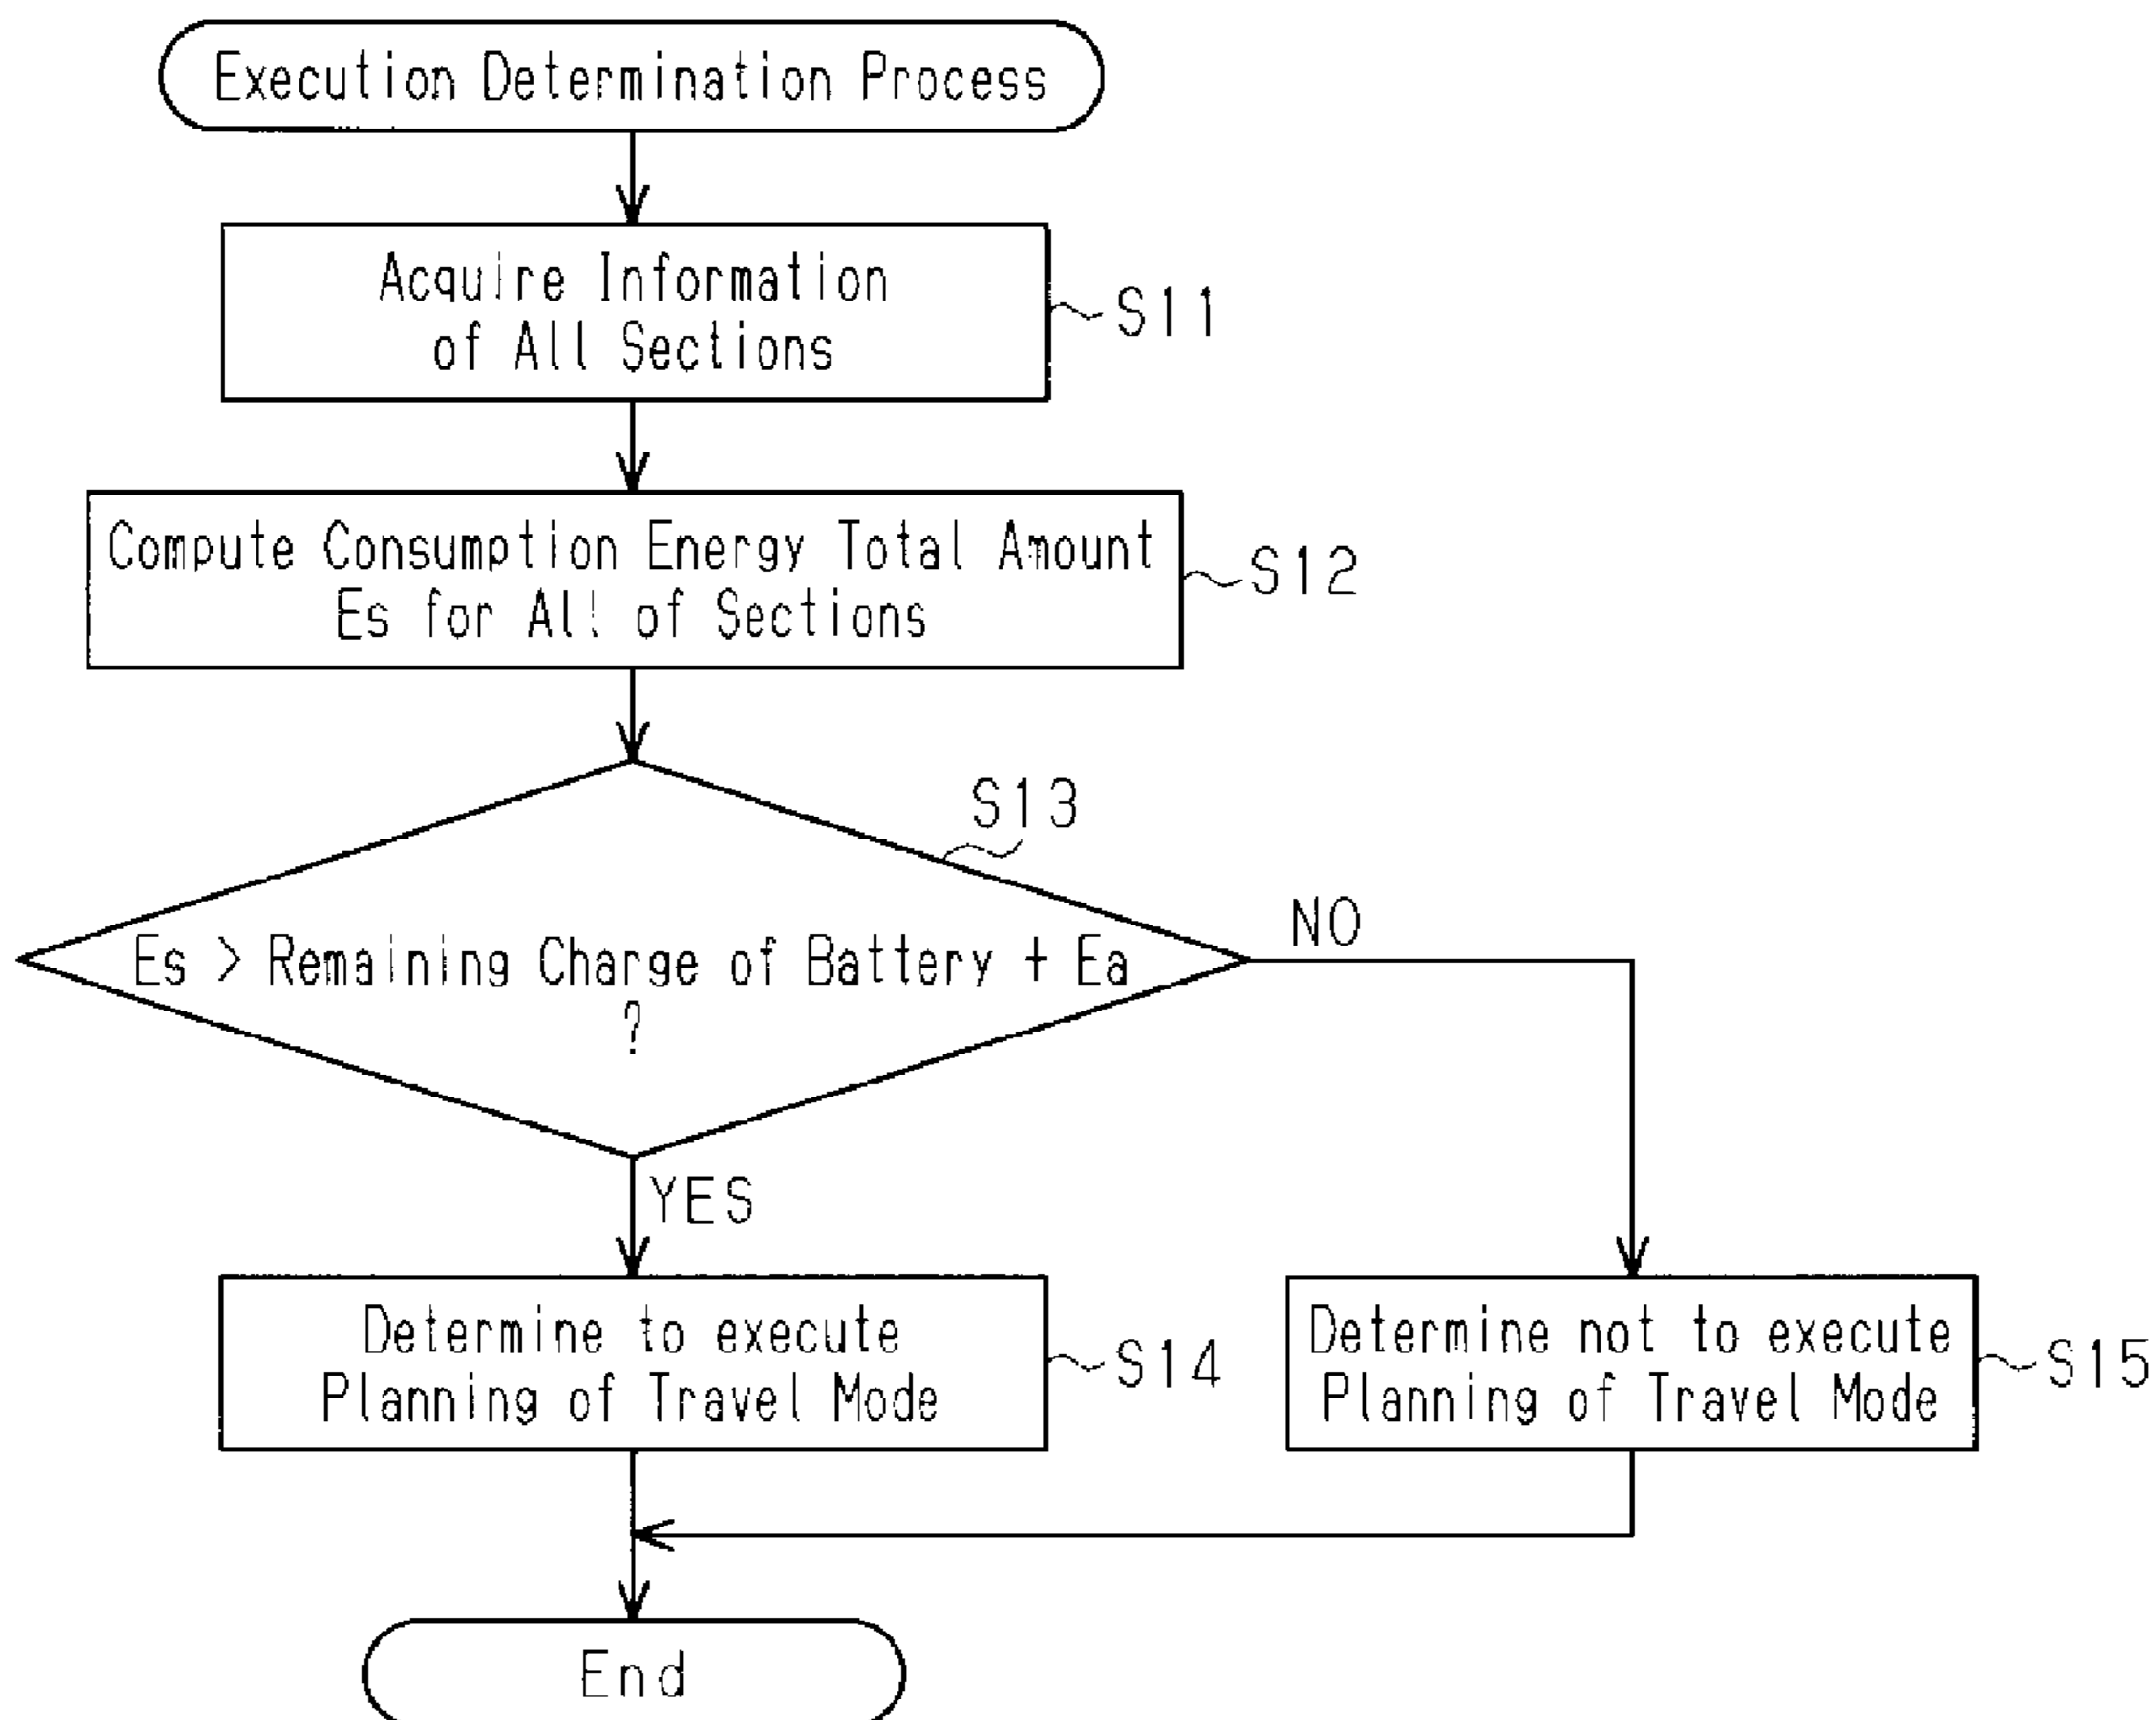 Execution Determination Process
Acquire Information
of All Sections
S11
Compute Consumption Energy Total Amount
Es for All of Sections
S12
S13
Es > Remaining Charge of Battery + Ea
?
NO
YES
Determine to execute
Planning of Travel Mode
S14
Determine not to execute
Planning of Travel Mode
S15
End